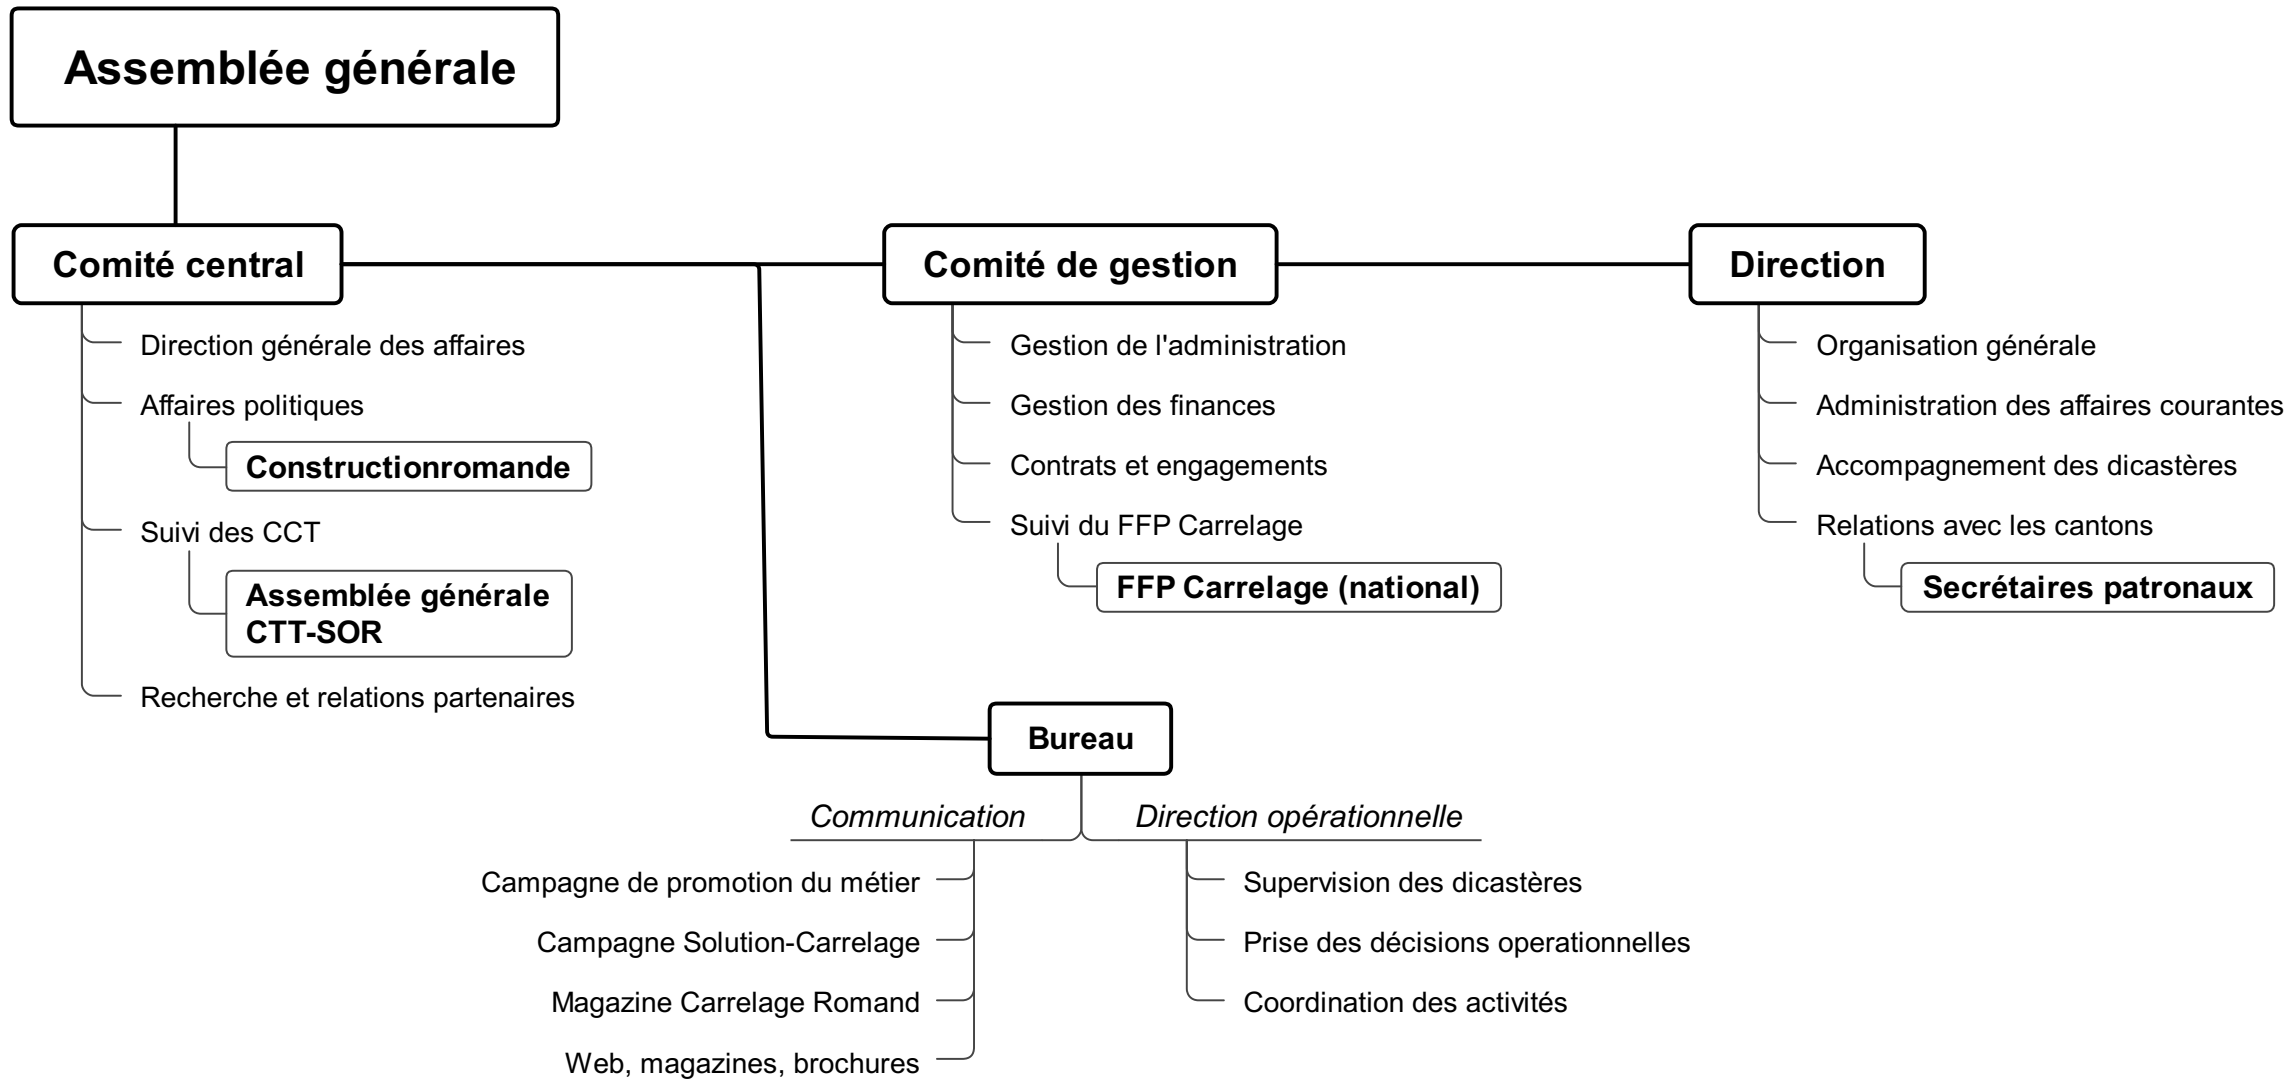 Assemblée générale
Comité central
Direction générale des affaires
Affaires politiques
Constructionromande
Suivi des CCT
Assemblée générale
CTT-SOR
Recherche et relations partenaires
Comité de gestion
Gestion de l'administration
Gestion des finances
Contrats et engagements
Suivi du FFP Carrelage
FFP Carrelage (national)
Direction
Organisation générale
Administration des affaires courantes
Accompagnement des dicastères
Relations avec les cantons
Secrétaires patronaux
Bureau
Communication
Campagne de promotion du métier
Campagne Solution-Carrelage
Magazine Carrelage Romand
Web, magazines, brochures
Direction opérationnelle
Supervision des dicastères
Prise des décisions operationnelles
Coordination des activités